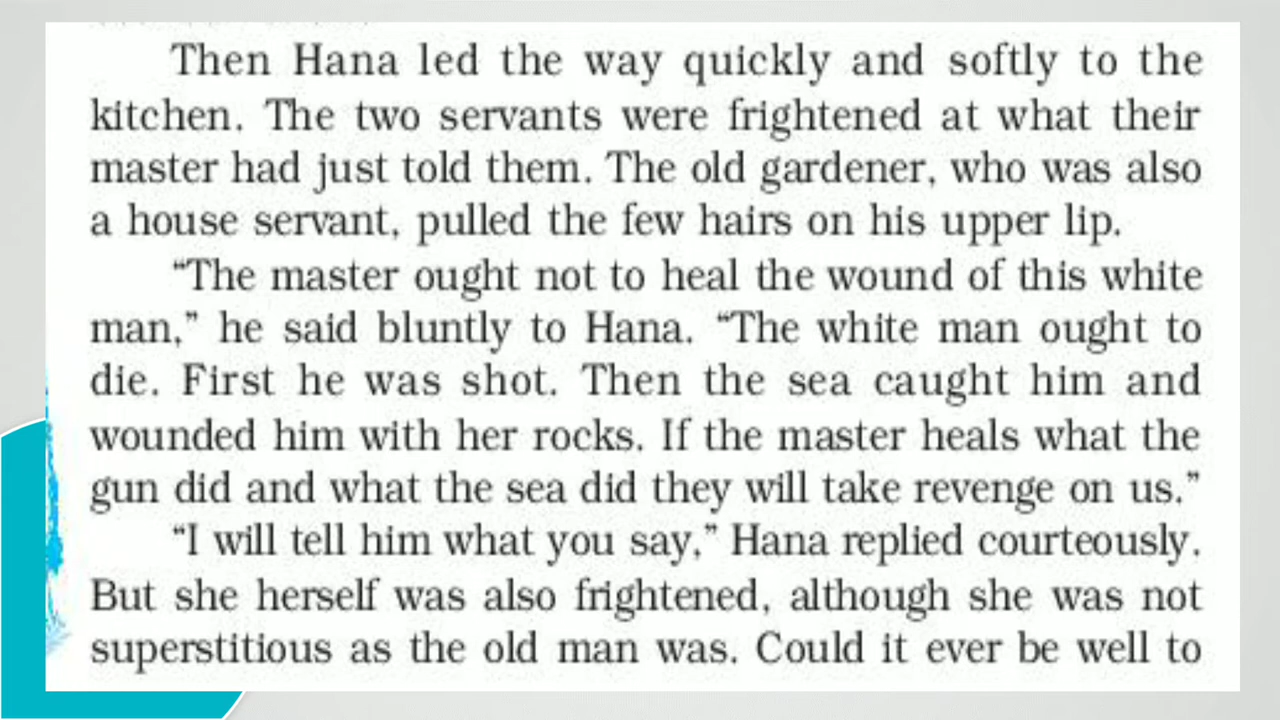 Then Hana led the way quickly and softly to the
kitchen. The two servants were frightened at what their
master had just told them. The old gardener, who was also
a house servant, pulled the few hairs on his upper lip.
“The master ought not to heal the wound of this white
man,” he said bluntly to Hana. “The white man ought to
die. First he was shot. Then the sea caught him and
wounded him with her rocks. If the master heals what the
gun did and what the sea did they will take revenge on us.”
“I will tell him what you say,” Hana replied courteously.
But she herself was also frightened, although she was not
superstitious as the old man was. Could it ever be well to